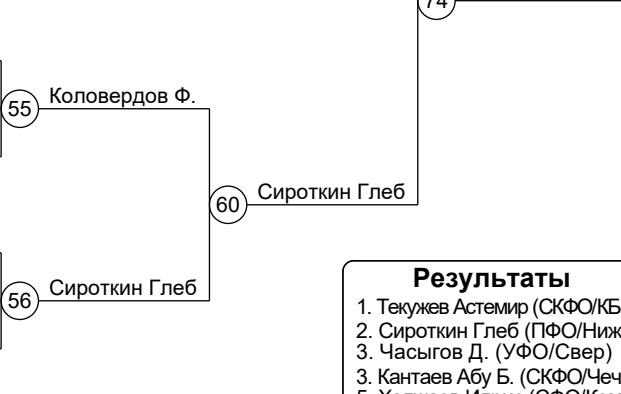 74
55 Коловердов Ф.
60 Сироткин Глеб
56 Сироткин Глеб
Результаты
1. Текужев Астемир (СКФО/КБ
2. Сироткин Глеб (ПФО/Ниж
3. Часыгов Д. (УФО/Свер)
3. Кантаев Абу Б. (СКФО/Чеч